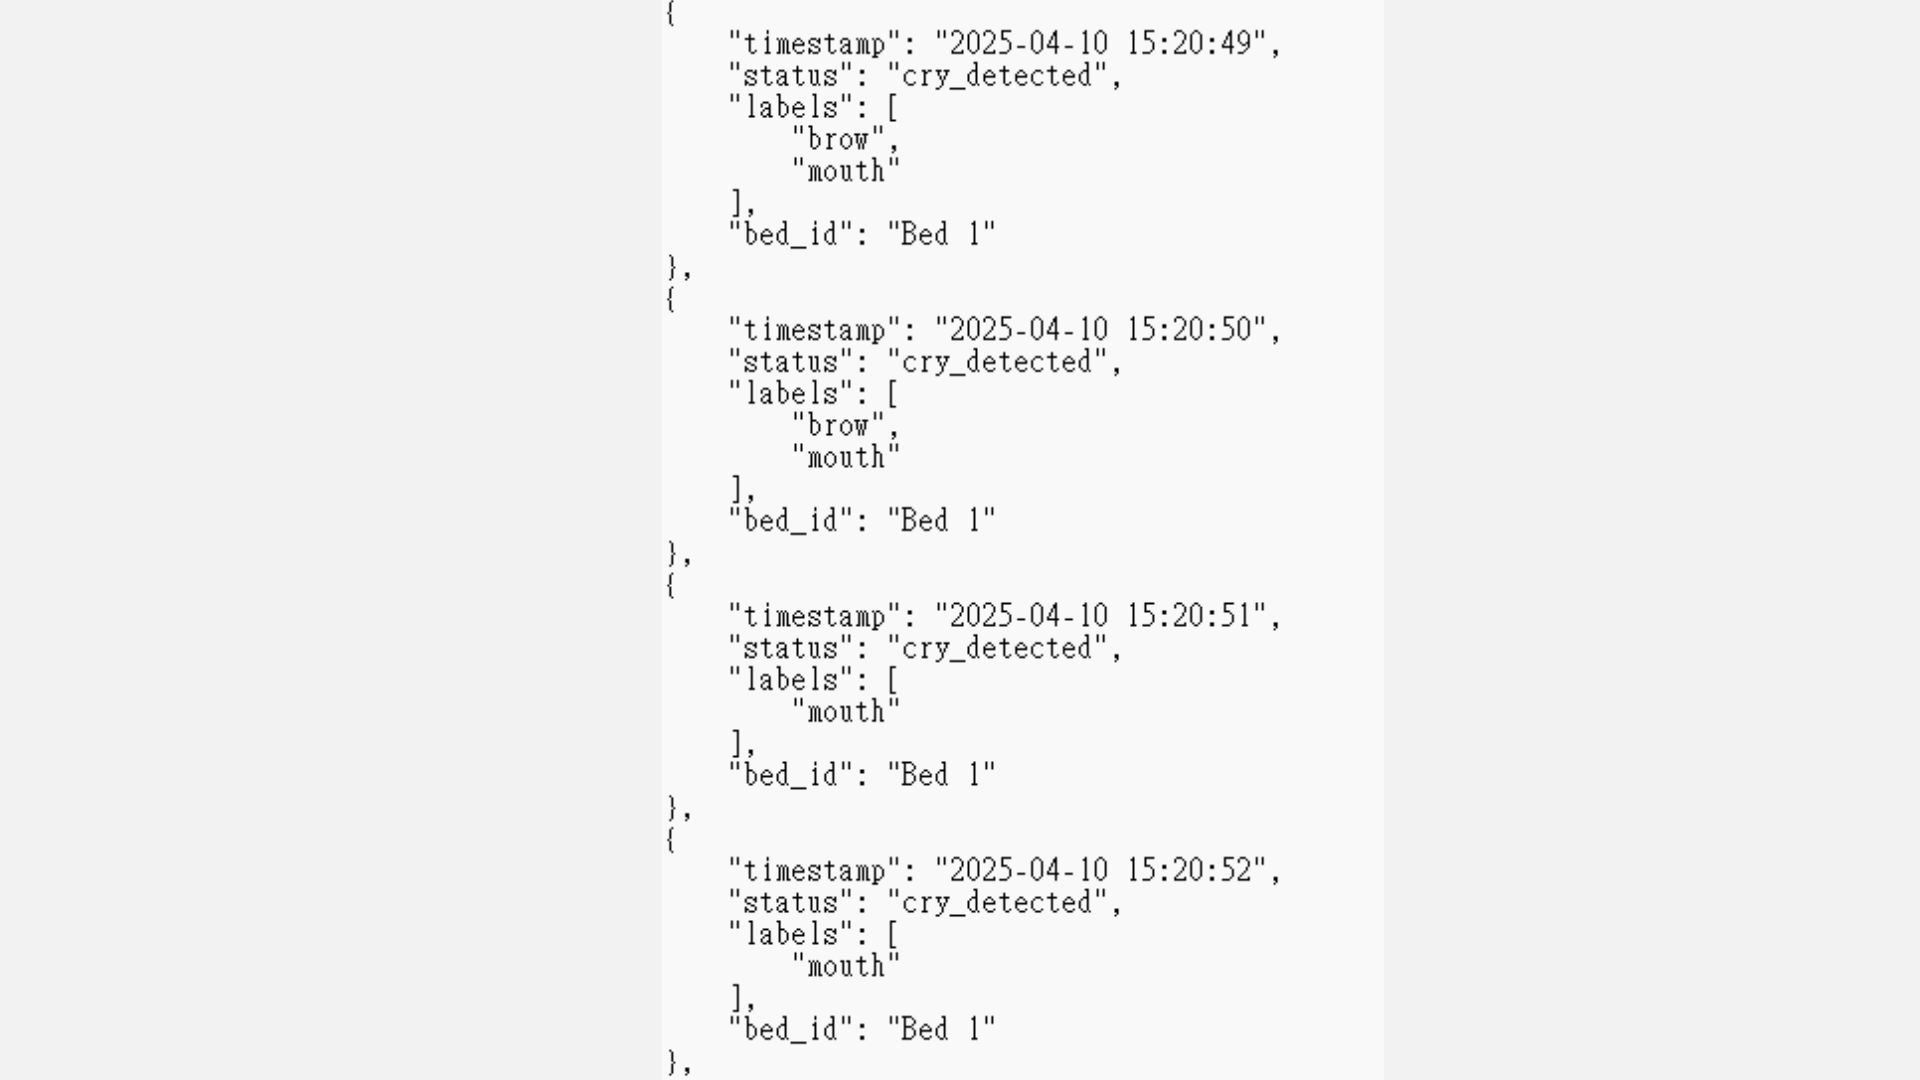 {
    "timestamp": "2025-04-10 15:20:49",
    "status": "cry_detected",
    "labels": [
        "brow",
        "mouth"
    ],
    "bed_id": "Bed 1"
},
{
    "timestamp": "2025-04-10 15:20:50",
    "status": "cry_detected",
    "labels": [
        "brow",
        "mouth"
    ],
    "bed_id": "Bed 1"
},
{
    "timestamp": "2025-04-10 15:20:51",
    "status": "cry_detected",
    "labels": [
        "mouth"
    ],
    "bed_id": "Bed 1"
},
{
    "timestamp": "2025-04-10 15:20:52",
    "status": "cry_detected",
    "labels": [
        "mouth"
    ],
    "bed_id": "Bed 1"
},